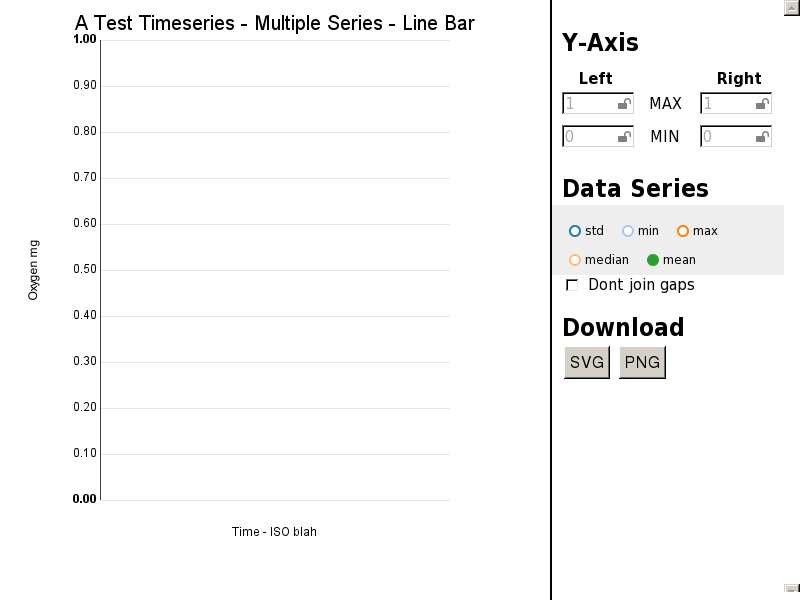 A Test Timeseries - Multiple Series - Line Bar
1.00
0.90
0.80
0.70
0.60
0.50
0.40
0.30
0.20
0.10
0.00
Oxygen mg
Time - ISO blah
Y-Axis
Left Right
1 MAX 1
0 MIN 0
Data Series
std min max
median mean
Dont join gaps
Download
SVG PNG